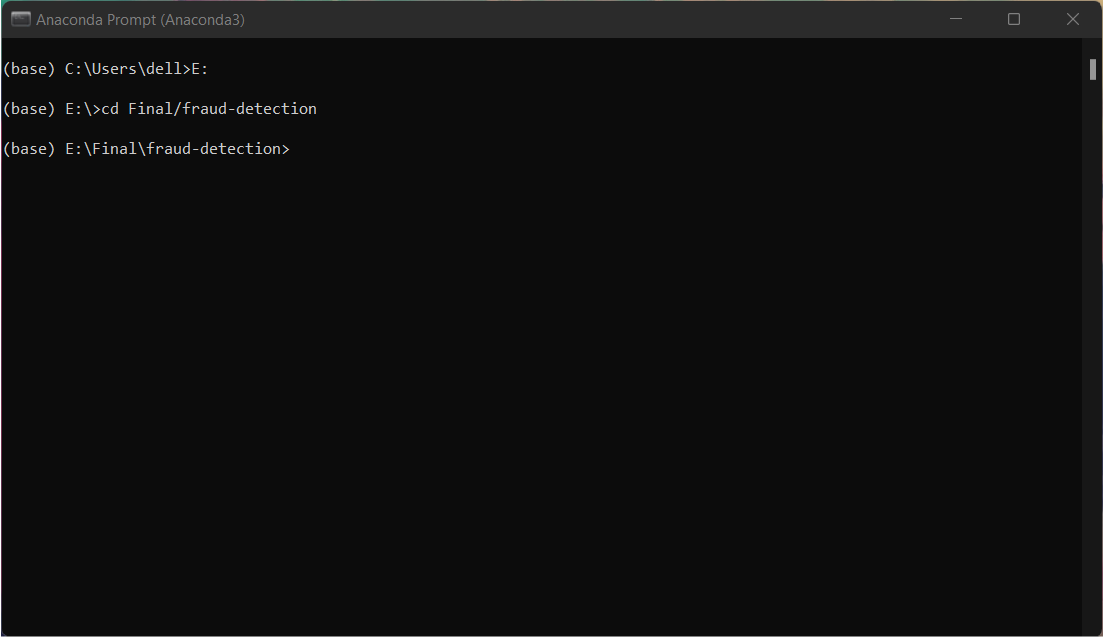 Anaconda Prompt (Anaconda3)
(base) C:\Users\dell>E:
(base) E:\>cd Final/fraud-detection
(base) E:\Final\fraud-detection>